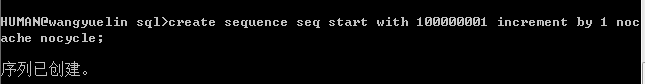 HUMAN@wangyuelin sql>create sequence seq start with 100000001 increment by 1 noc
ache nocycle;
序列已创建。